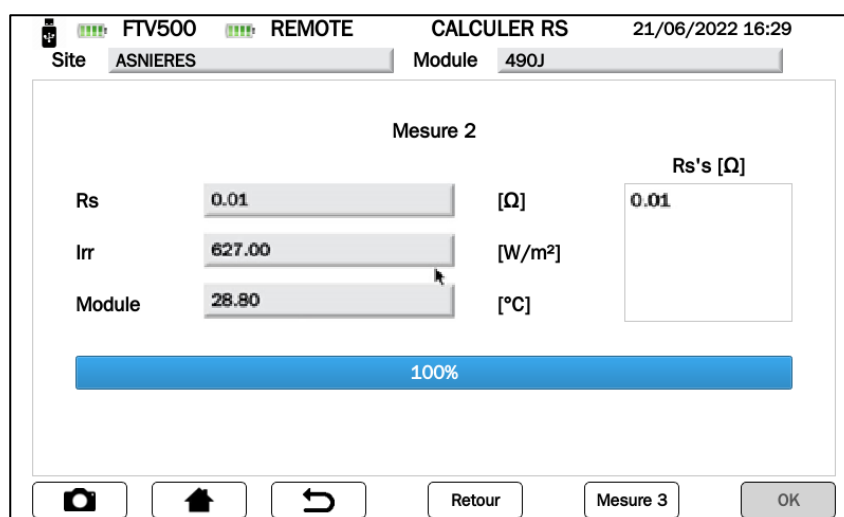 FTV500 REMOTE CALCULER RS 21/06/2022 16:29
Site ASNIERES Module 490J
Mesure 2
Rs's [Ω]
Rs 0.01 [Ω] 0.01
Irr 627.00 [W/m²]
Module 28.80 [°C]
100%
Retour Mesure 3 OK